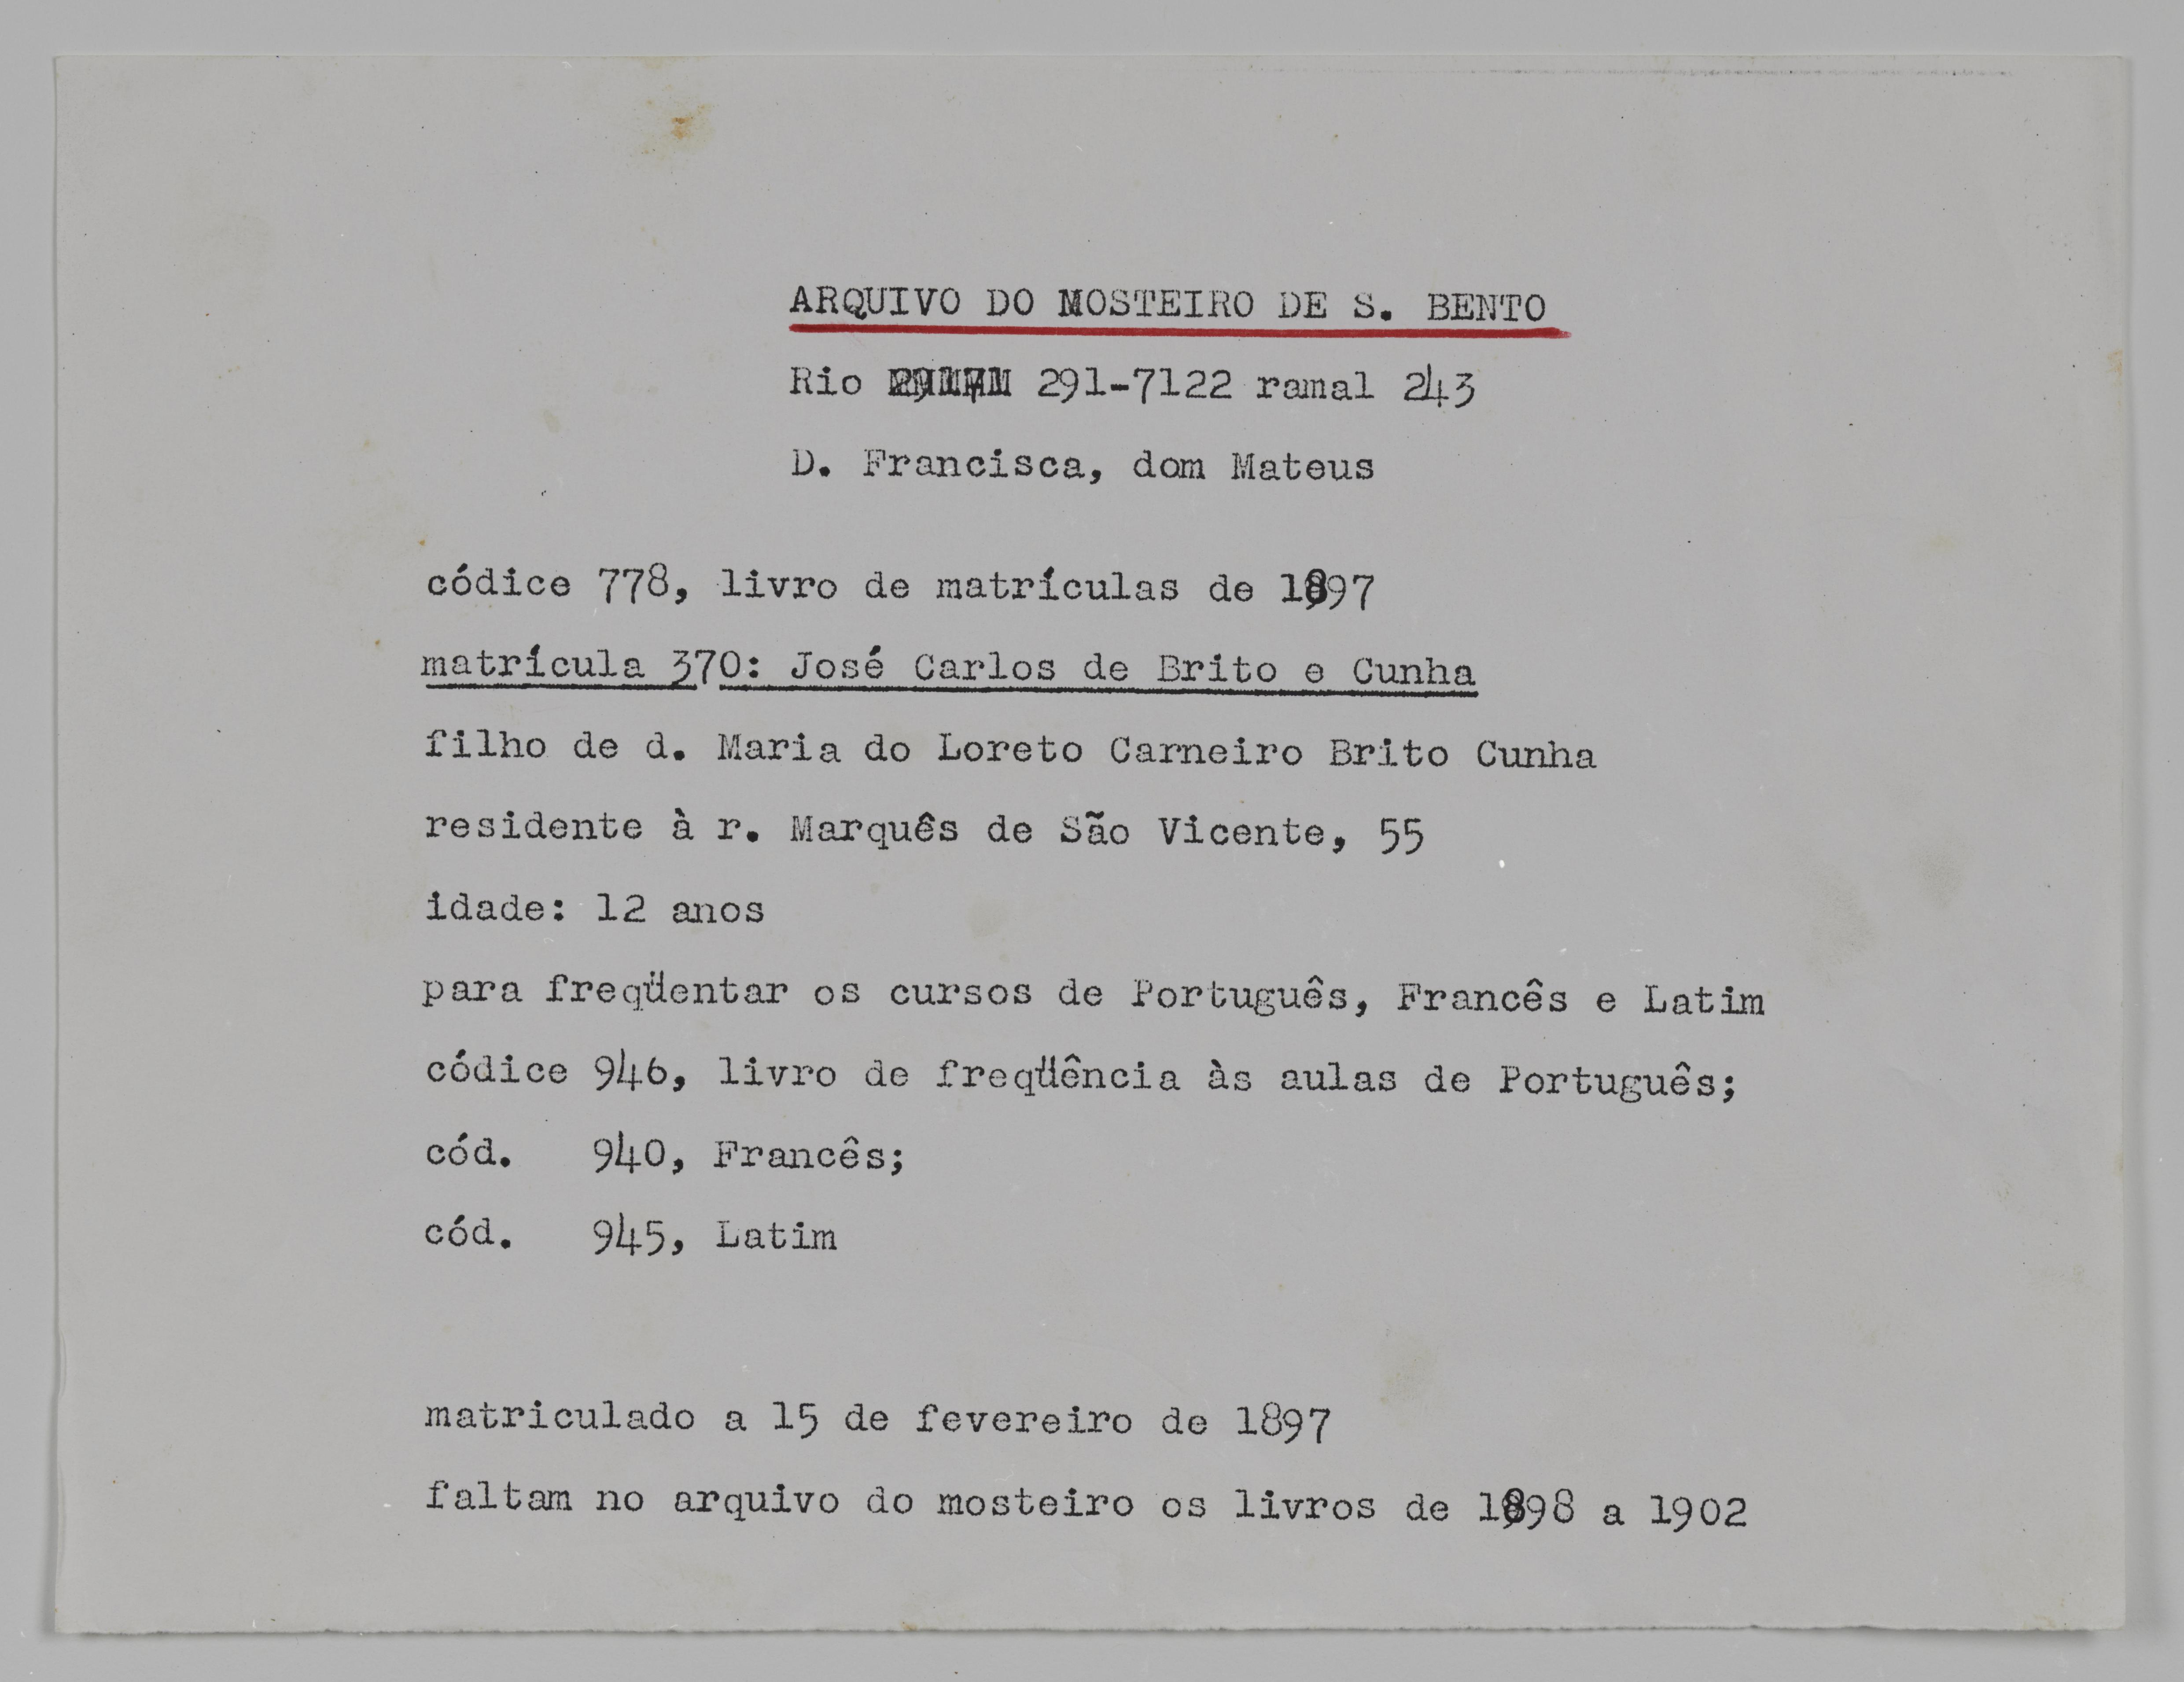 ARQUIVO DO MOSTEIRO DE S. BENTO
Rio 291-7122 ramal 243
D. Francisca, dom Mateus
códice 778, livro de matrículas de 1897
matrícula 370: José Carlos de Brito e Cunha
filho de d. Maria do Loreto Carneiro Brito Cunha
residente à r. Marquês de São Vicente, 55
idade: 12 anos
para freqüentar os cursos de Português, Francês e Latim
códice 946, livro de freqüência às aulas de Português;
cód. 940, Francês;
cód. 945, Latim
matriculado a 15 de fevereiro de 1897
faltam no arquivo do mosteiro os livros de 1898 a 1902